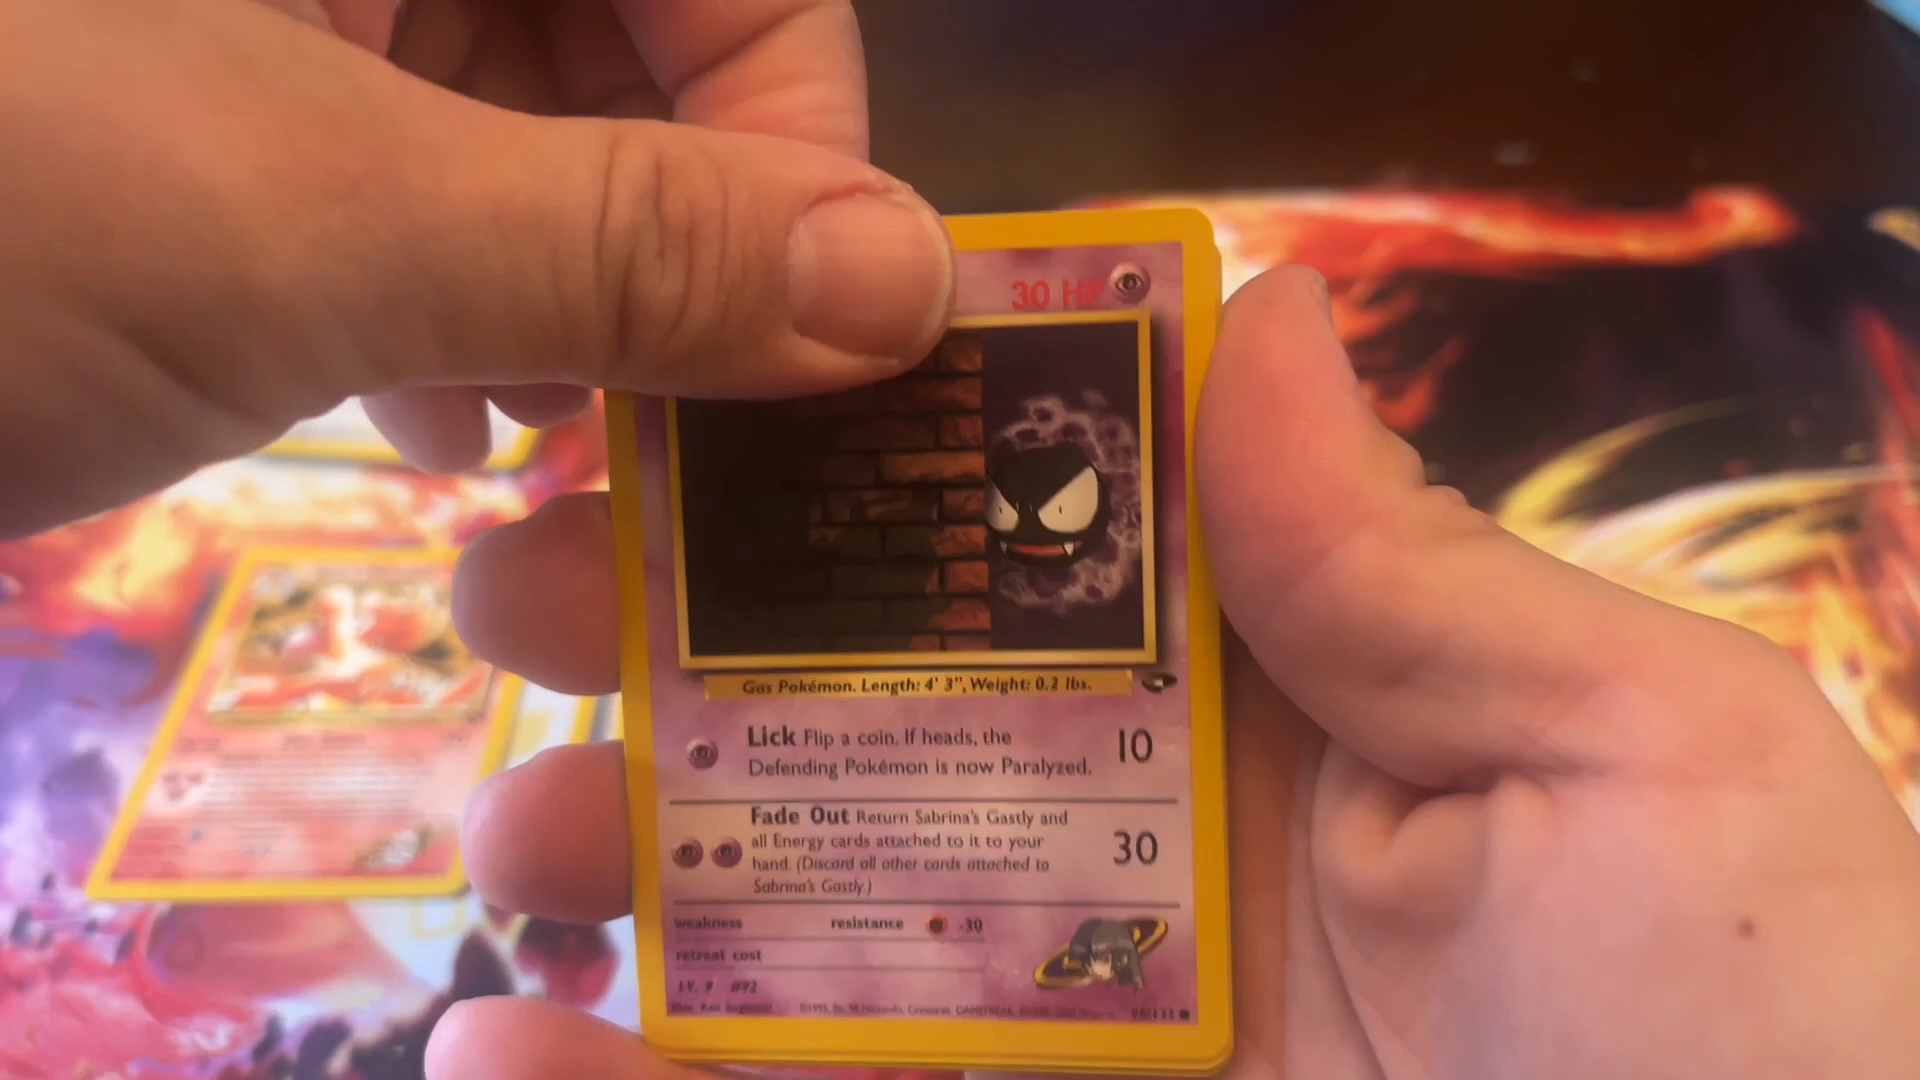 30 HP
Gas Pokémon. Length: 4' 3", Weight: 0.2 lbs.
Lick Flip a coin. If heads, the
Defending Pokémon is now Paralyzed.
10
Fade Out Return Sabrina's Gastly and
all Energy cards attached to it to your
hand. (Discard all other cards attached to
Sabrina's Gastly.)
30
weakness
resistance -30
retreat cost
LV. 9 #92